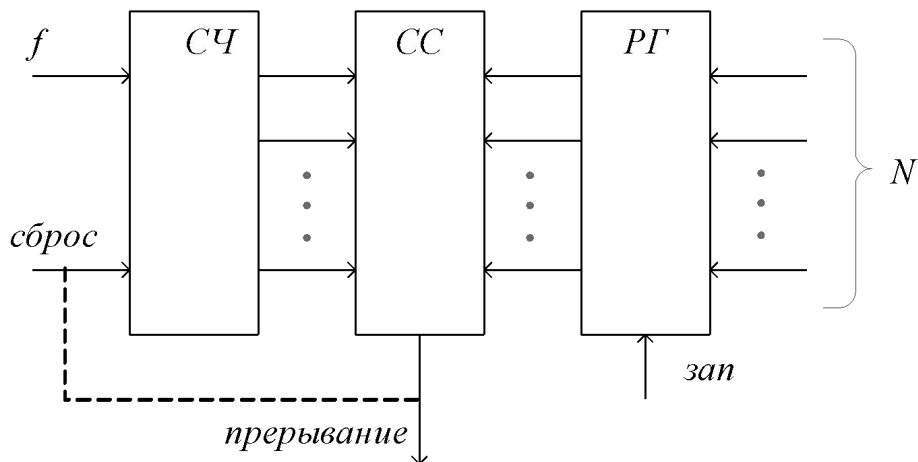 f
СЧ
СС
РГ
N
сброс
зап
прерывание